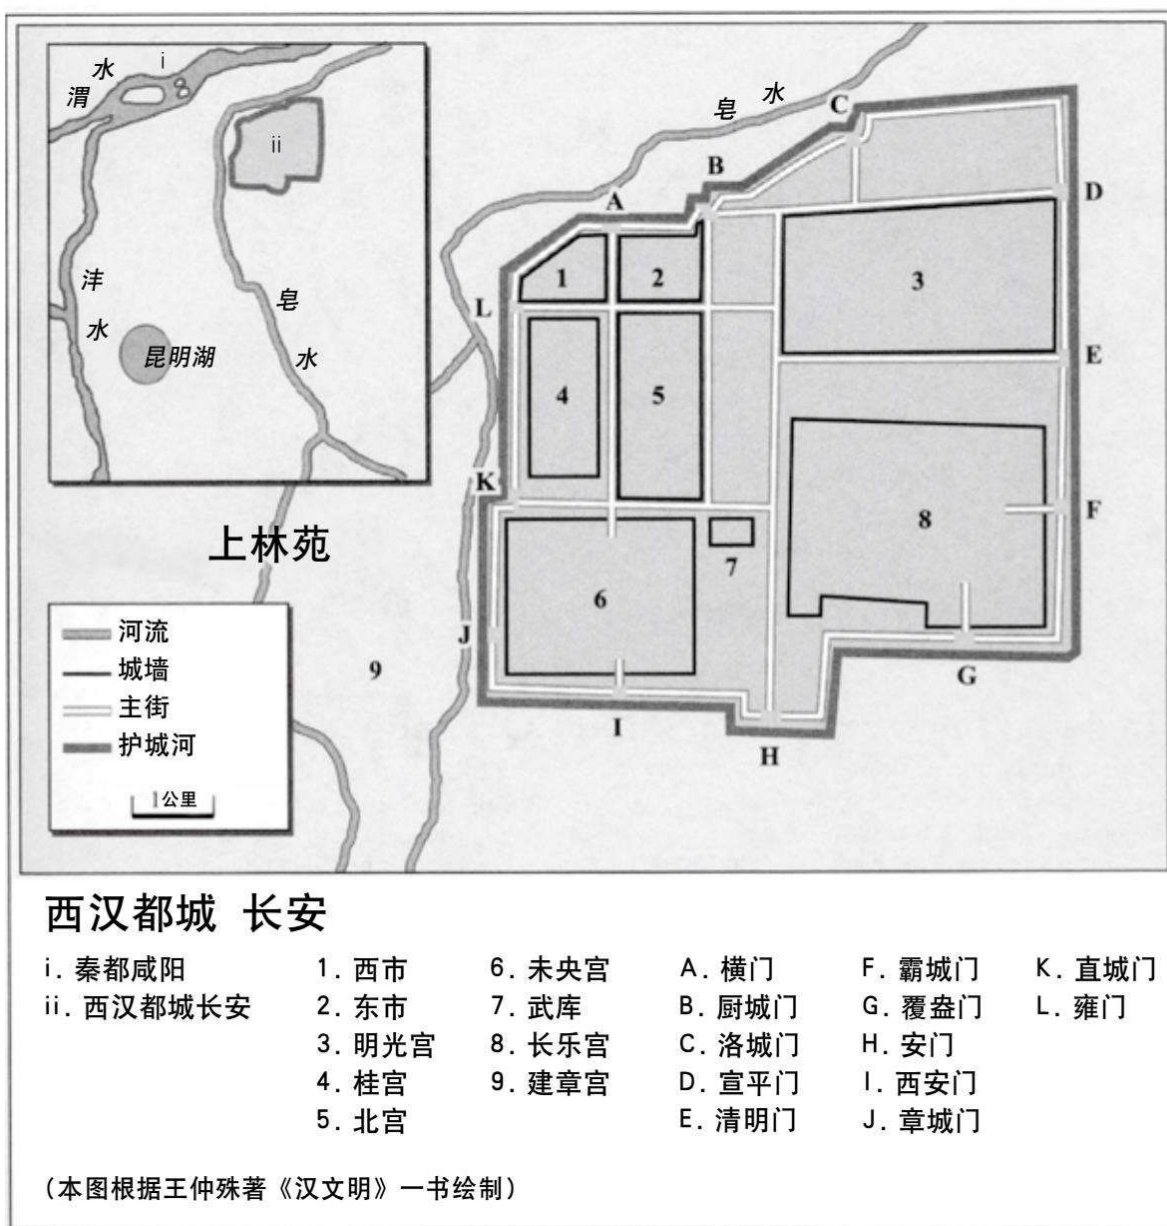 水
渭
i
ii
沣
水
昆明湖
皂
水
皂 水
A
B
C
D
E
F
G
H
I
J
K
L
1
2
3
4
5
6
7
8
9
上林苑
河流
城墙
主街
护城河
1公里
西汉都城 长安
i. 秦都咸阳
ii. 西汉都城长安
1. 西市
2. 东市
3. 明光宫
4. 桂宫
5. 北宫
6. 未央宫
7. 武库
8. 长乐宫
9. 建章宫
A. 横门
B. 厨城门
C. 洛城门
D. 宣平门
E. 清明门
F. 霸城门
G. 覆盎门
H. 安门
I. 西安门
J. 章城门
K. 直城门
L. 雍门
(本图根据王仲殊著《汉文明》一书绘制)